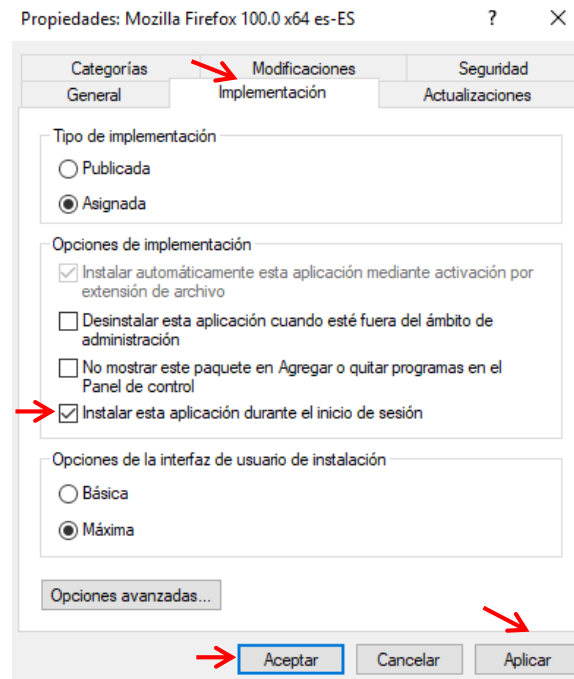 Propiedades: Mozilla Firefox 100.0 x64 es-ES ?
Categorías Modificaciones Seguridad
General Implementación Actualizaciones
Tipo de implementación
Publicada
Asignada
Opciones de implementación
Instalar automáticamente esta aplicación mediante activación por
extensión de archivo
Desinstalar esta aplicación cuando esté fuera del ámbito de
administración
No mostrar este paquete en Agregar o quitar programas en el
Panel de control
Instalar esta aplicación durante el inicio de sesión
Opciones de la interfaz de usuario de instalación
Básica
Máxima
Opciones avanzadas...
Aceptar Cancelar Aplicar